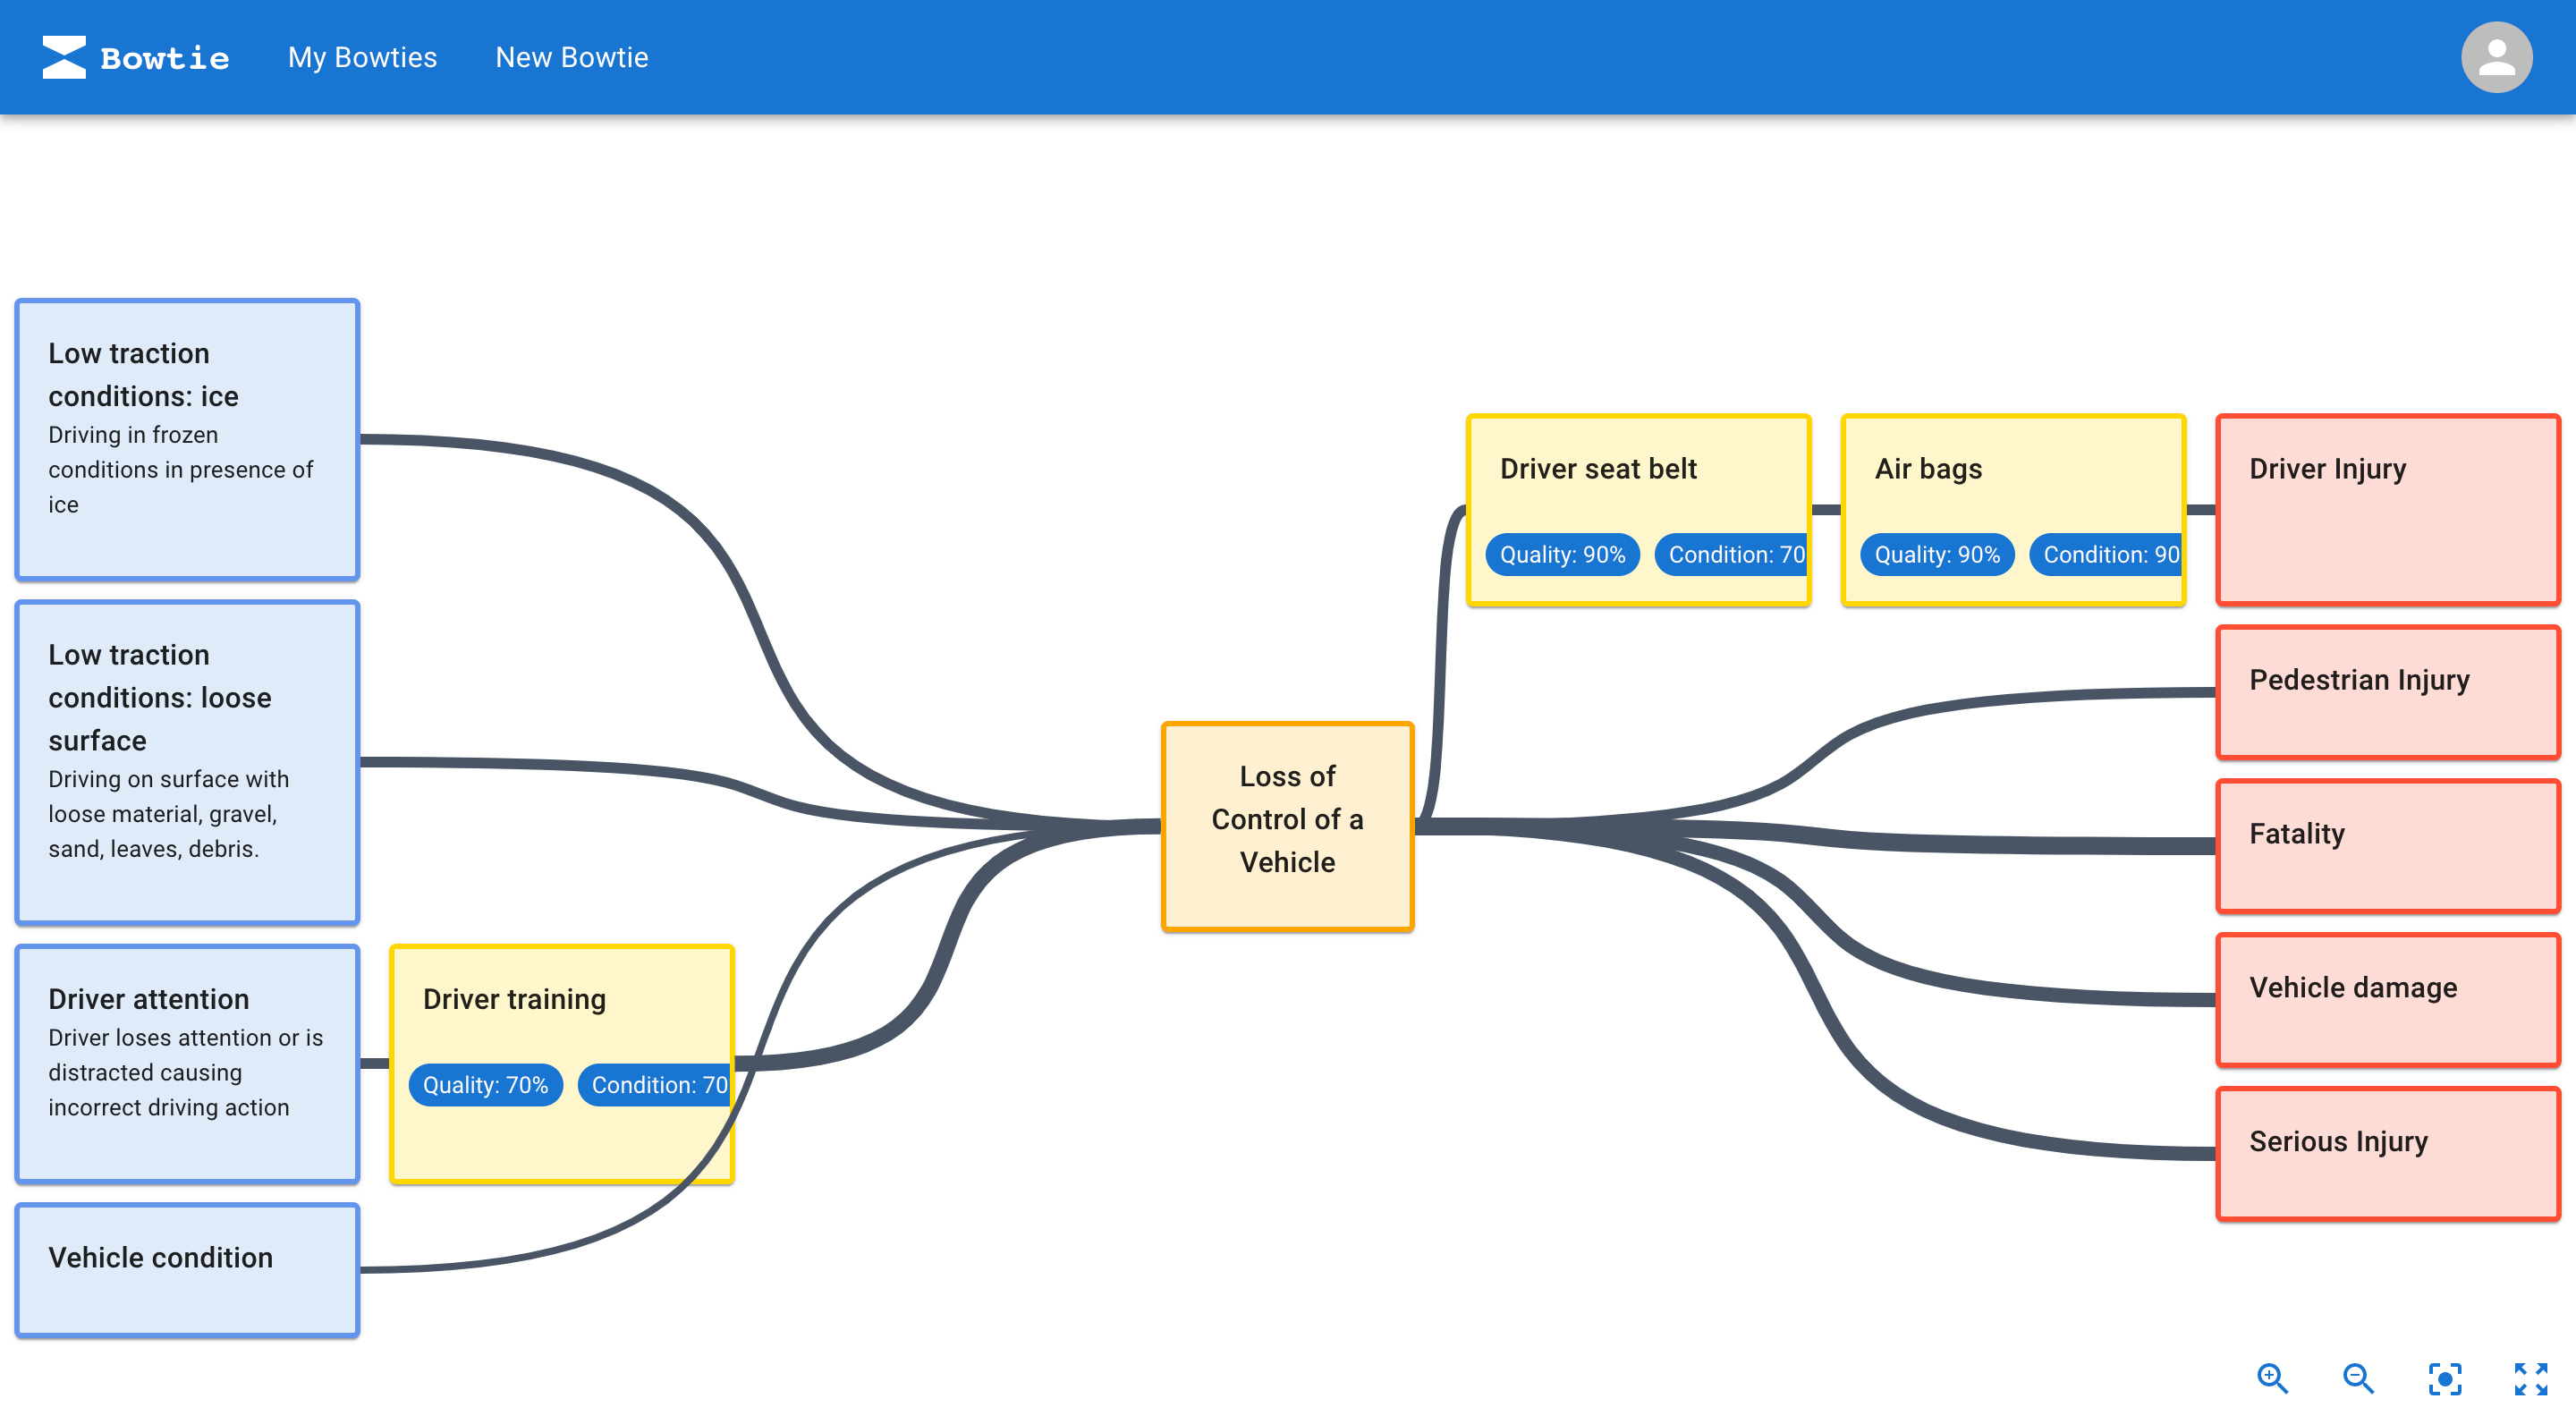 Bowtie
My Bowties
New Bowtie
Low traction
conditions: ice
Driving in frozen
conditions in presence of
ice
Low traction
conditions: loose
surface
Driving on surface with
loose material, gravel,
sand, leaves, debris.
Driver attention
Driver loses attention or is
distracted causing
incorrect driving action
Driver training
Quality: 70%
Condition: 70
Vehicle condition
Loss of
Control of a
Vehicle
Driver seat belt
Quality: 90%
Condition: 70
Air bags
Quality: 90%
Condition: 90
Driver Injury
Pedestrian Injury
Fatality
Vehicle damage
Serious Injury